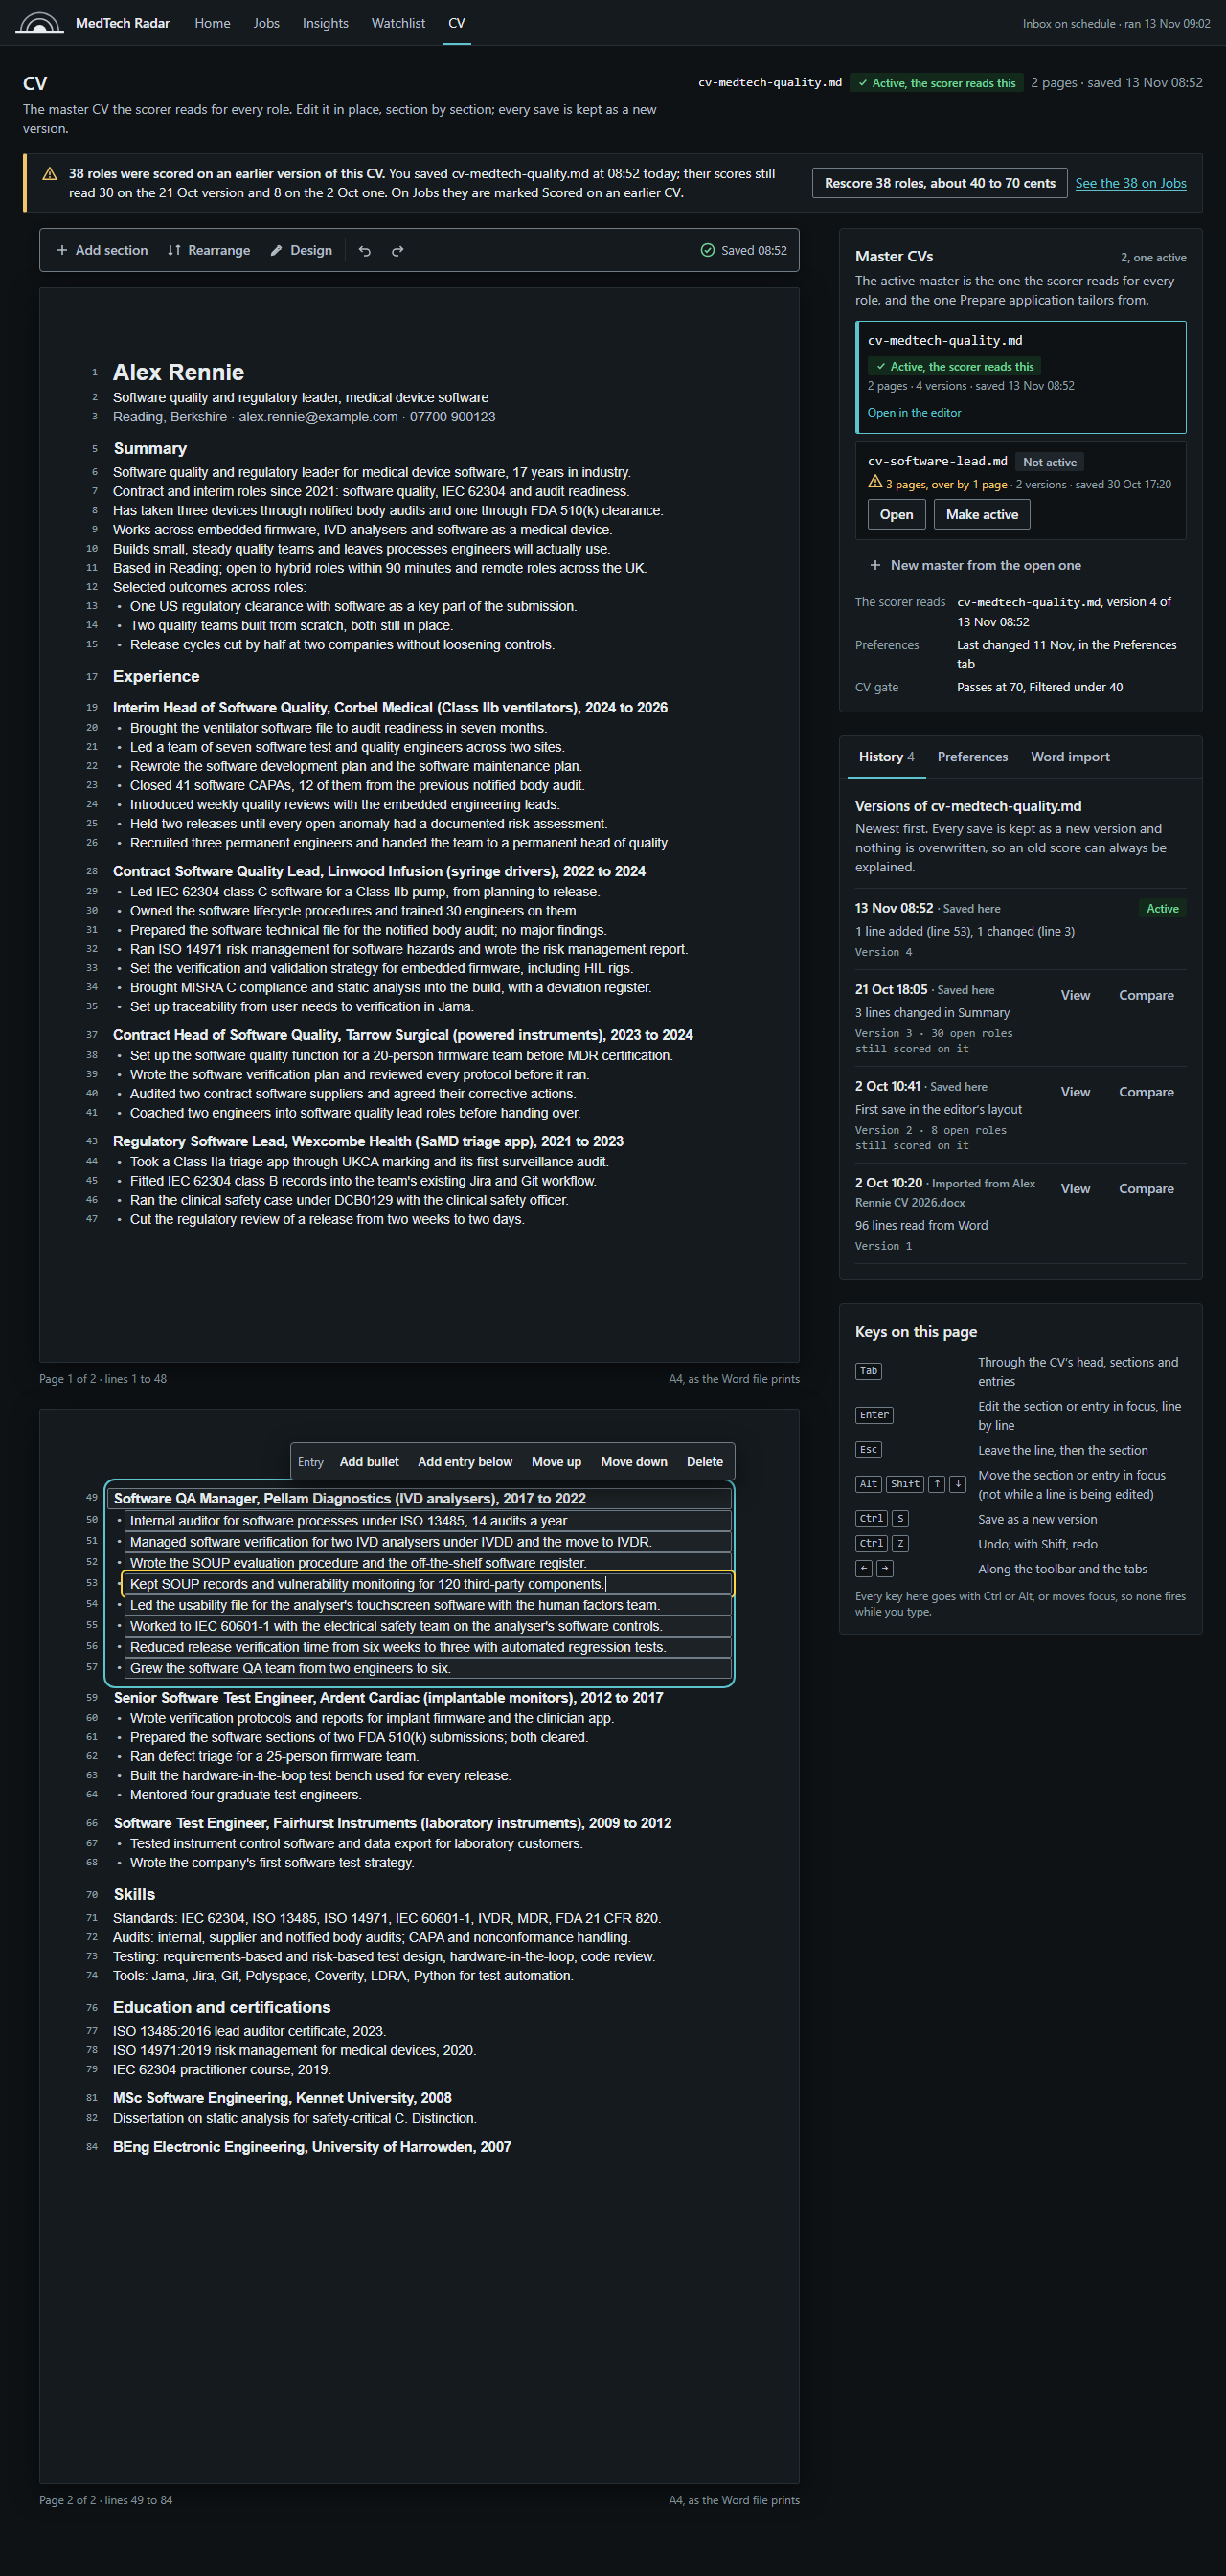 MedTech Radar
Home
Jobs
Insights
Watchlist
CV
Inbox on schedule · ran 13 Nov 09:02
CV
cv-medtech-quality.md
Active, the scorer reads this
2 pages · saved 13 Nov 08:52
The master CV the scorer reads for every role. Edit it in place, section by section; every save is kept as a new
version.
38 roles were scored on an earlier version of this CV. You saved cv-medtech-quality.md at 08:52 today; their scores still
read 30 on the 21 Oct version and 8 on the 2 Oct one. On Jobs they are marked Scored on an earlier CV.
Rescore 38 roles, about 40 to 70 cents
See the 38 on Jobs
Add section
Rearrange
Design
Saved 08:52
1 Alex Rennie
2 Software quality and regulatory leader, medical device software
3 Reading, Berkshire · alex.rennie@example.com · 07700 900123
5 Summary
6 Software quality and regulatory leader for medical device software, 17 years in industry.
7 Contract and interim roles since 2021: software quality, IEC 62304 and audit readiness.
8 Has taken three devices through notified body audits and one through FDA 510(k) clearance.
9 Works across embedded firmware, IVD analysers and software as a medical device.
10 Builds small, steady quality teams and leaves processes engineers will actually use.
11 Based in Reading; open to hybrid roles within 90 minutes and remote roles across the UK.
12 Selected outcomes across roles:
13 • One US regulatory clearance with software as a key part of the submission.
14 • Two quality teams built from scratch, both still in place.
15 • Release cycles cut by half at two companies without loosening controls.
17 Experience
19 Interim Head of Software Quality, Corbel Medical (Class IIb ventilators), 2024 to 2026
20 • Brought the ventilator software file to audit readiness in seven months.
21 • Led a team of seven software test and quality engineers across two sites.
22 • Rewrote the software development plan and the software maintenance plan.
23 • Closed 41 software CAPAs, 12 of them from the previous notified body audit.
24 • Introduced weekly quality reviews with the embedded engineering leads.
25 • Held two releases until every open anomaly had a documented risk assessment.
26 • Recruited three permanent engineers and handed the team to a permanent head of quality.
28 Contract Software Quality Lead, Linwood Infusion (syringe drivers), 2022 to 2024
29 • Led IEC 62304 class C software for a Class IIb pump, from planning to release.
30 • Owned the software lifecycle procedures and trained 30 engineers on them.
31 • Prepared the software technical file for the notified body audit; no major findings.
32 • Ran ISO 14971 risk management for software hazards and wrote the risk management report.
33 • Set the verification and validation strategy for embedded firmware, including HIL rigs.
34 • Brought MISRA C compliance and static analysis into the build, with a deviation register.
35 • Set up traceability from user needs to verification in Jama.
37 Contract Head of Software Quality, Tarrow Surgical (powered instruments), 2023 to 2024
38 • Set up the software quality function for a 20-person firmware team before MDR certification.
39 • Wrote the software verification plan and reviewed every protocol before it ran.
40 • Audited two contract software suppliers and agreed their corrective actions.
41 • Coached two engineers into software quality lead roles before handing over.
43 Regulatory Software Lead, Wexcombe Health (SaMD triage app), 2021 to 2023
44 • Took a Class IIa triage app through UKCA marking and its first surveillance audit.
45 • Fitted IEC 62304 class B records into the team's existing Jira and Git workflow.
46 • Ran the clinical safety case under DCB0129 with the clinical safety officer.
47 • Cut the regulatory review of a release from two weeks to two days.
Page 1 of 2 · lines 1 to 48
A4, as the Word file prints
Entry
Add bullet
Add entry below
Move up
Move down
Delete
49 Software QA Manager, Pellam Diagnostics (IVD analysers), 2017 to 2022
50 • Internal auditor for software processes under ISO 13485, 14 audits a year.
51 • Managed software verification for two IVD analysers under IVDD and the move to IVDR.
52 • Wrote the SOUP evaluation procedure and the off-the-shelf software register.
53 • Kept SOUP records and vulnerability monitoring for 120 third-party components.
54 • Led the usability file for the analyser's touchscreen software with the human factors team.
55 • Worked to IEC 60601-1 with the electrical safety team on the analyser's software controls.
56 • Reduced release verification time from six weeks to three with automated regression tests.
57 • Grew the software QA team from two engineers to six.
59 Senior Software Test Engineer, Ardent Cardiac (implantable monitors), 2012 to 2017
60 • Wrote verification protocols and reports for implant firmware and the clinician app.
61 • Prepared the software sections of two FDA 510(k) submissions; both cleared.
62 • Ran defect triage for a 25-person firmware team.
63 • Built the hardware-in-the-loop test bench used for every release.
64 • Mentored four graduate test engineers.
66 Software Test Engineer, Fairhurst Instruments (laboratory instruments), 2009 to 2012
67 • Tested instrument control software and data export for laboratory customers.
68 • Wrote the company's first software test strategy.
70 Skills
71 Standards: IEC 62304, ISO 13485, ISO 14971, IEC 60601-1, IVDR, MDR, FDA 21 CFR 820.
72 Audits: internal, supplier and notified body audits; CAPA and nonconformance handling.
73 Testing: requirements-based and risk-based test design, hardware-in-the-loop, code review.
74 Tools: Jama, Jira, Git, Polyspace, Coverity, LDRA, Python for test automation.
76 Education and certifications
77 ISO 13485:2016 lead auditor certificate, 2023.
78 ISO 14971:2019 risk management for medical devices, 2020.
79 IEC 62304 practitioner course, 2019.
81 MSc Software Engineering, Kennet University, 2008
82 Dissertation on static analysis for safety-critical C. Distinction.
84 BEng Electronic Engineering, University of Harrowden, 2007
Page 2 of 2 · lines 49 to 84
A4, as the Word file prints
Master CVs
2, one active
The active master is the one the scorer reads for every
role, and the one Prepare application tailors from.
cv-medtech-quality.md
Active, the scorer reads this
2 pages · 4 versions · saved 13 Nov 08:52
Open in the editor
cv-software-lead.md
Not active
3 pages, over by 1 page · 2 versions · saved 30 Oct 17:20
Open
Make active
New master from the open one
The scorer reads cv-medtech-quality.md, version 4 of
13 Nov 08:52
Preferences Last changed 11 Nov, in the Preferences
tab
CV gate Passes at 70, Filtered under 40
History 4
Preferences
Word import
Versions of cv-medtech-quality.md
Newest first. Every save is kept as a new version and
nothing is overwritten, so an old score can always be
explained.
13 Nov 08:52 · Saved here
Active
1 line added (line 53), 1 changed (line 3)
Version 4
21 Oct 18:05 · Saved here
View
Compare
3 lines changed in Summary
Version 3 · 30 open roles
still scored on it
2 Oct 10:41 · Saved here
View
Compare
First save in the editor's layout
Version 2 · 8 open roles
still scored on it
2 Oct 10:20 · Imported from Alex
Rennie CV 2026.docx
View
Compare
96 lines read from Word
Version 1
Keys on this page
Tab Through the CV's head, sections and
entries
Enter Edit the section or entry in focus, line
by line
Esc Leave the line, then the section
Alt Shift ↑ ↓ Move the section or entry in focus
(not while a line is being edited)
Ctrl S Save as a new version
Ctrl Z Undo; with Shift, redo
← → Along the toolbar and the tabs
Every key here goes with Ctrl or Alt, or moves focus, so none fires
while you type.